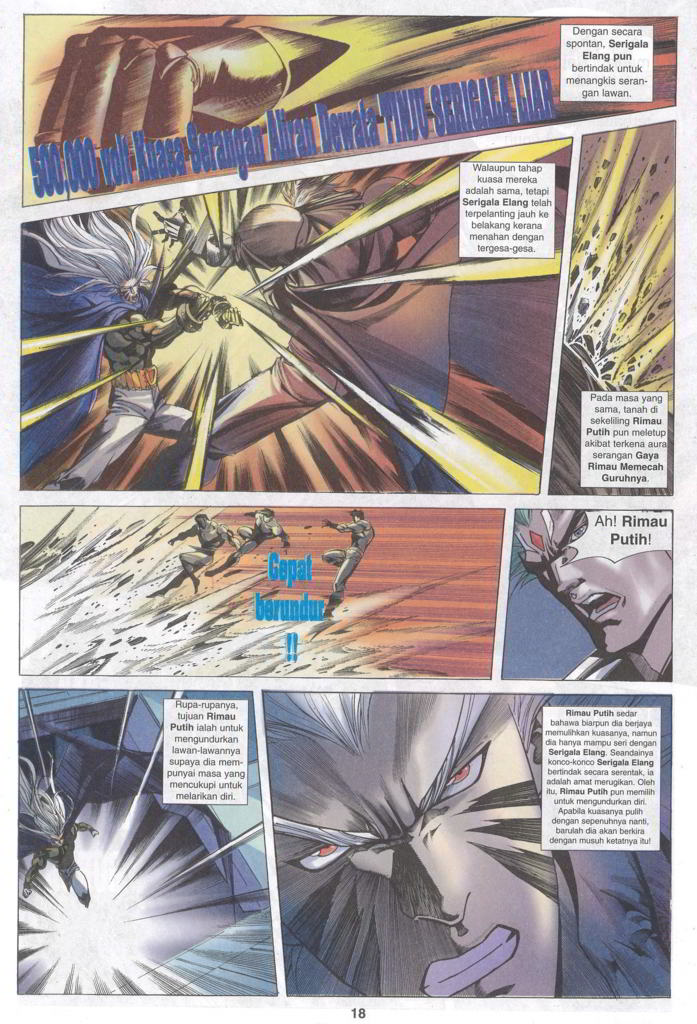 Dengan secara
spontan, Serigala
Elang pun
bertindak untuk
menangkis seran-
gan lawan.
500,000 volt Kuasa Serangan Aliran Dewata TINJU SERIGALA LIAR
Walaupun tahap
kuasa mereka
adalah sama, tetapi
Serigala Elang telah
terpelanting jauh ke
belakang kerana
menahan dengan
tergesa-gesa.
Pada masa yang
sama, tanah di
sekeliling Rimau
Putih pun meletup
akibat terkena aura
serangan Gaya
Rimau Memecah
Guruhnya.
Cepat
berundur
!!
Ah! Rimau
Putih!
Rupa-rupanya,
tujuan Rimau
Putih ialah untuk
mengundurkan
lawan-lawannya
supaya dia mem-
punyai masa yang
mencukupi untuk
melarikan diri.
Rimau Putih sedar
bahawa biarpun dia berjaya
memulihkan kuasanya, namun
dia hanya mampu seri dengan
Serigala Elang. Seandainya
konco-konco Serigala Elang
bertindak secara serentak, ia
adalah amat merugikan. Oleh
itu, Rimau Putih pun memilih
untuk mengundurkan diri.
Apabila kuasanya pulih
dengan sepenuhnya nanti,
barulah dia akan berkira
dengan musuh ketatnya itu!
18